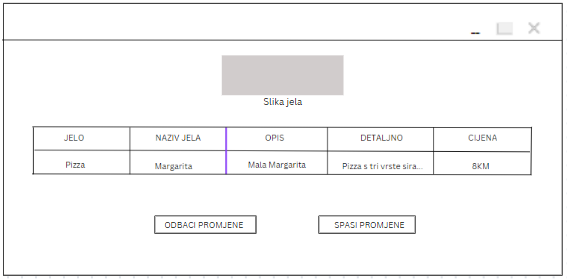 Slika jela
JELO NAZIV JELA OPIS DETALJNO CIJENA
Pizza Margarita Mala Margarita Pizza s tri vrste sira... 8KM
ODBACI PROMJENE SPASI PROMJENE